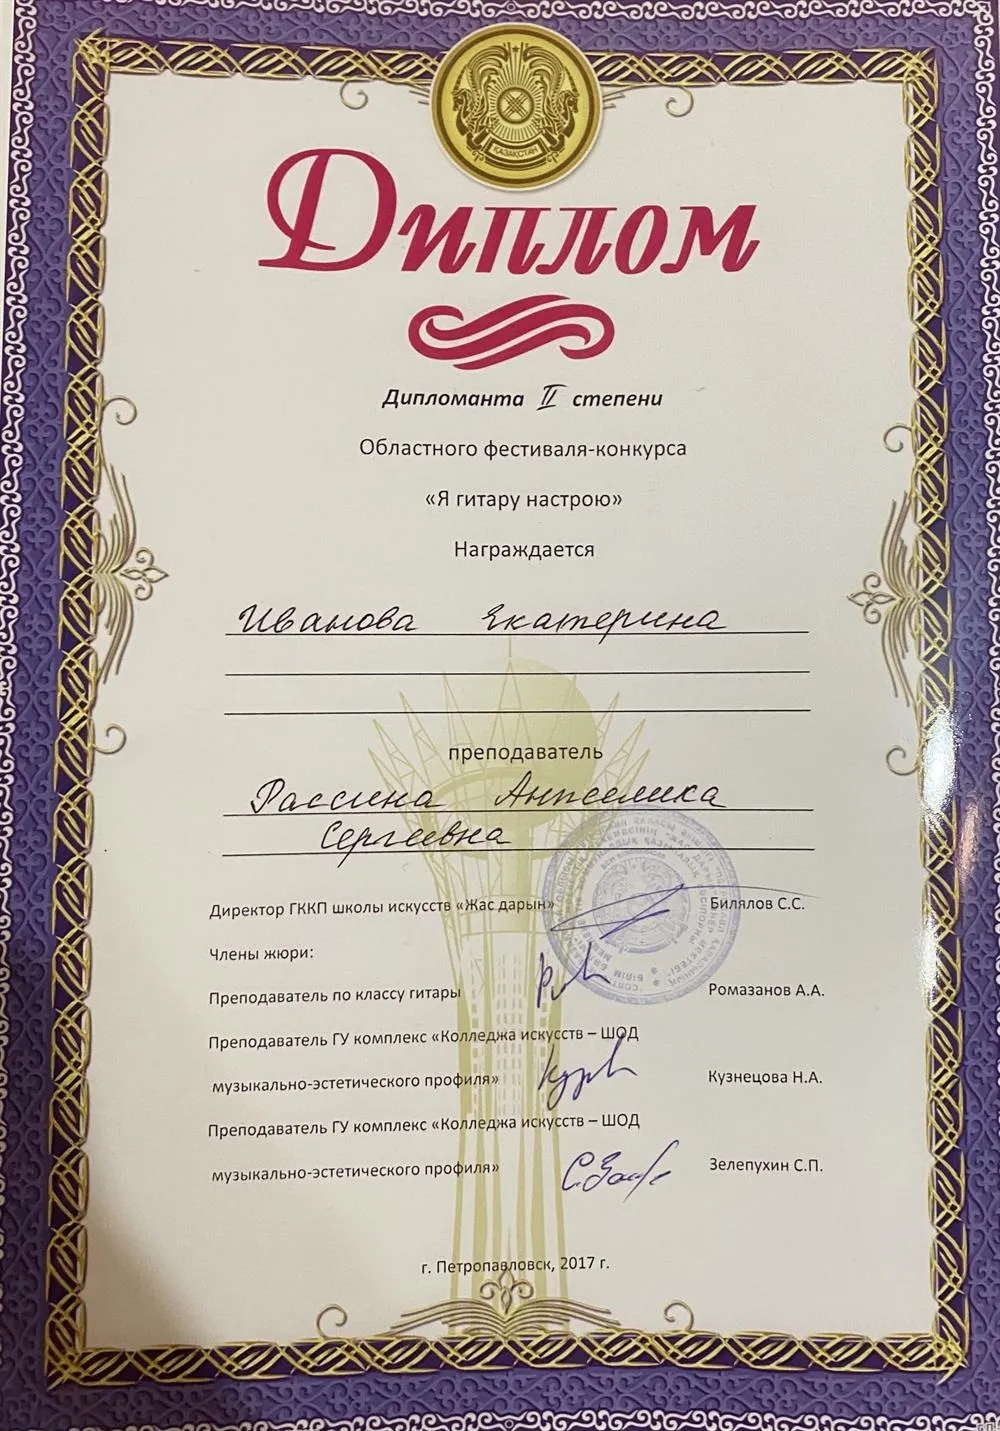 ҚАЗАҚСТАН
Диплом
Дипломанта II степени
Областного фестиваля-конкурса
«Я гитару настрою»
Награждается
Иванова Екатерина
преподаватель
Рассина Анжелика
Сергеевна
Директор ГККП школы искусств «Жас дарын» Билялов С.С.
Члены жюри:
Преподаватель по классу гитары Ромазанов А.А.
Преподаватель ГУ комплекс «Колледжа искусств – ШОД
музыкально-эстетического профиля» Кузнецова Н.А.
Преподаватель ГУ комплекс «Колледжа искусств – ШОД
музыкально-эстетического профиля» Зелепухин С.П.
г. Петропавловск, 2017 г.